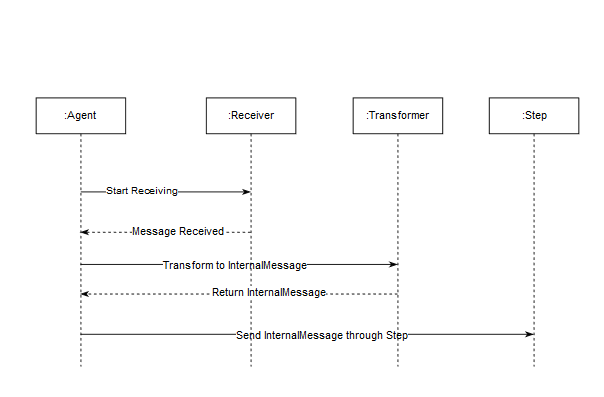 :Agent
:Receiver
:Transformer
:Step
Start Receiving
Message Received
Transform to InternalMessage
Return InternalMessage
Send InternalMessage through Step